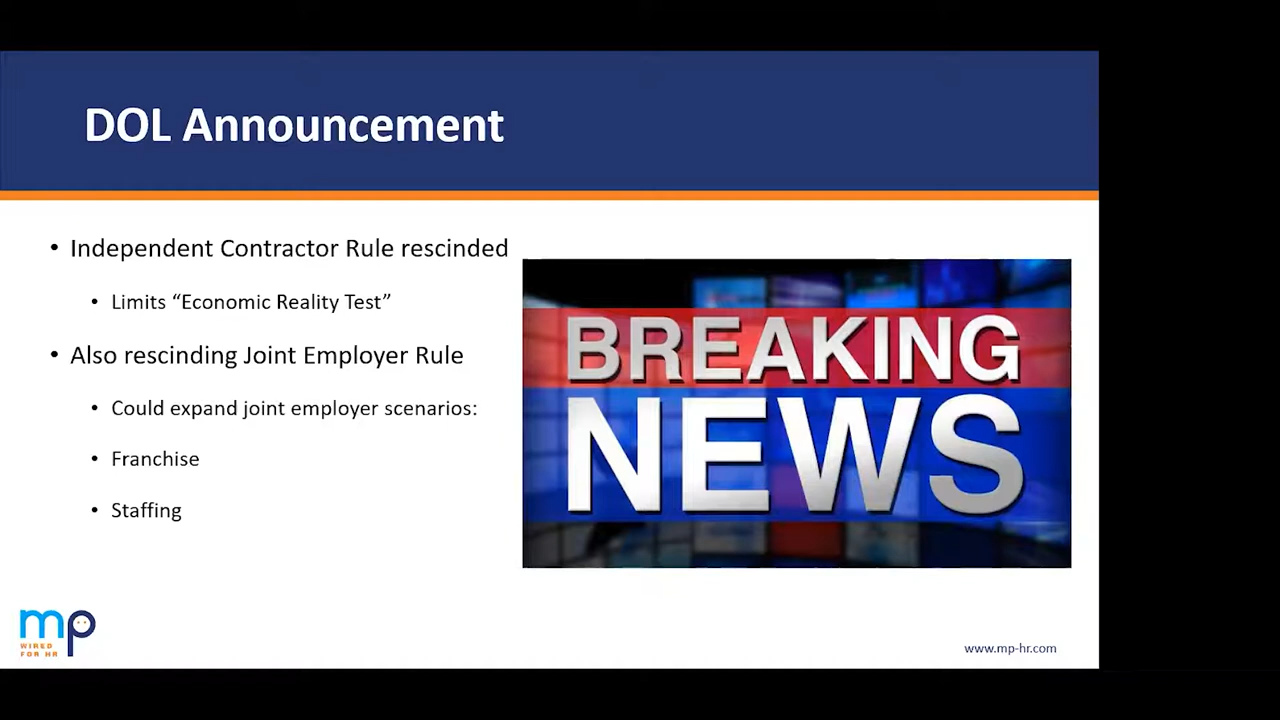 DOL Announcement
• Independent Contractor Rule rescinded
• Limits “Economic Reality Test”
• Also rescinding Joint Employer Rule
• Could expand joint employer scenarios:
• Franchise
• Staffing
BREAKING
NEWS
mp
WIRED
FOR HR
www.mp-hr.com